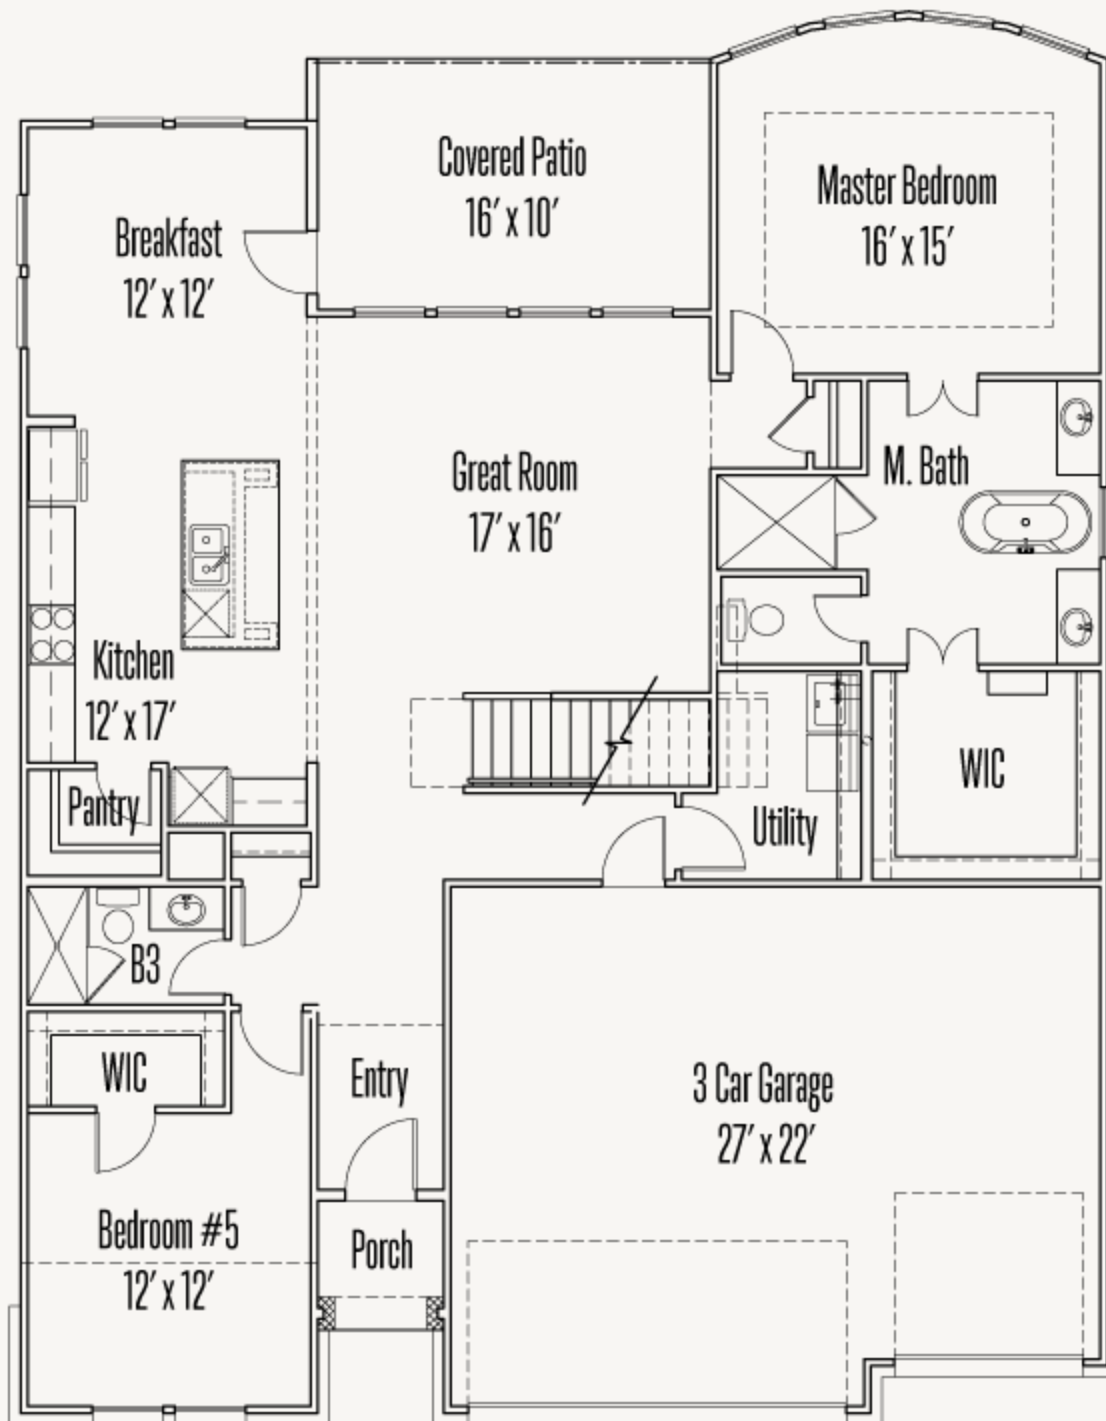 Covered Patio
16′ x 10′
Master Bedroom
16′ x 15′
Breakfast
12′ x 12′
Great Room
17′ x 16′
M. Bath
Kitchen
12′ x 17′
WIC
Pantry
Utility
B3
WIC
Entry
3 Car Garage
27′ x 22′
Bedroom #5
12′ x 12′
Porch